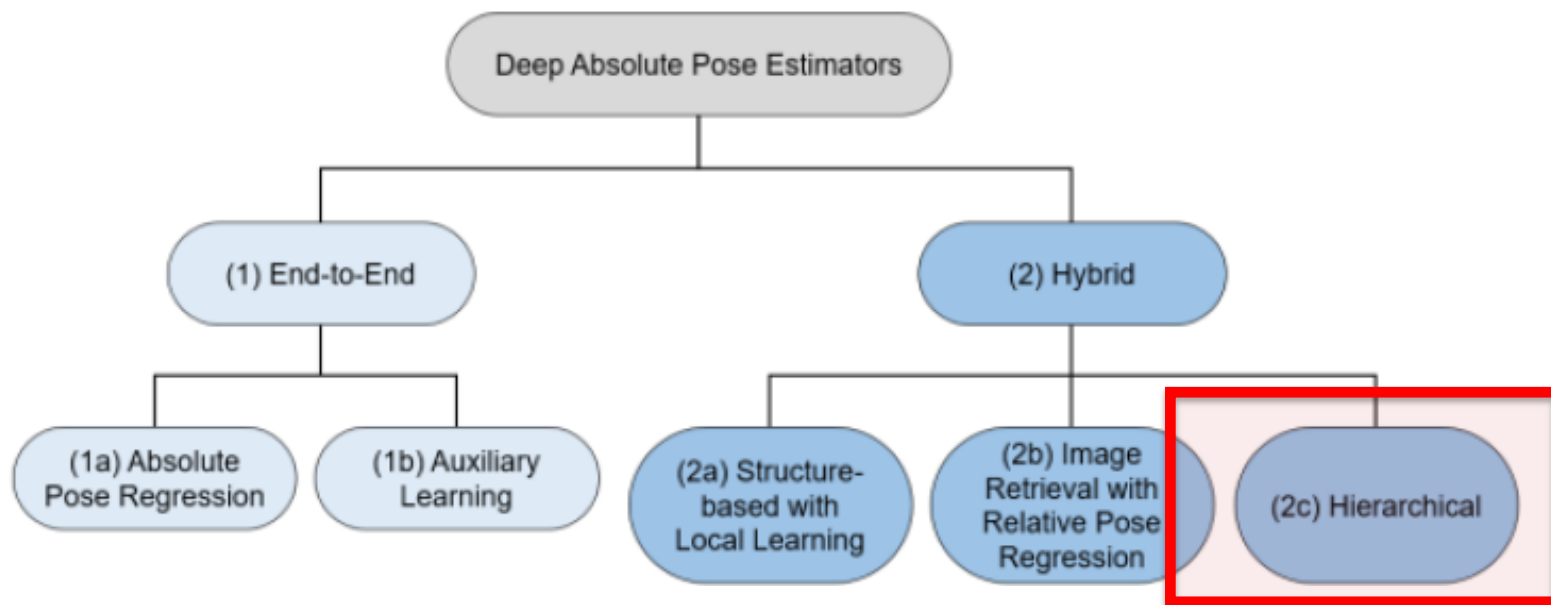 Deep Absolute Pose Estimators
(1) End-to-End
(2) Hybrid
(1a) Absolute
Pose Regression
(1b) Auxiliary
Learning
(2a) Structure-
based with
Local Learning
(2b) Image
Retrieval with
Relative Pose
Regression
(2c) Hierarchical